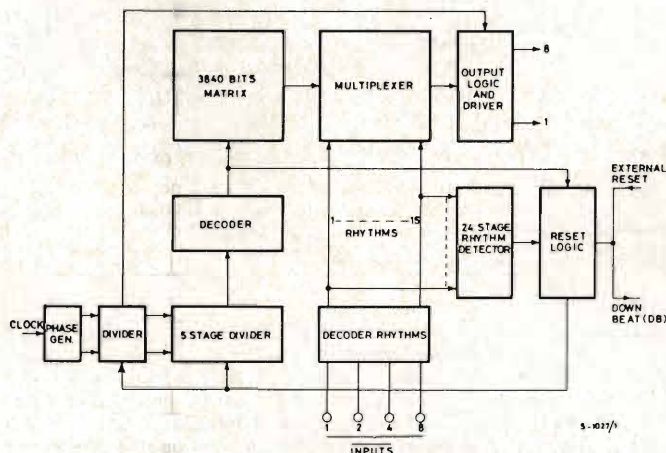 3840 BITS
MATRIX
MULTIPLEXER
OUTPUT
LOGIC
AND
DRIVER
8
1
EXTERNAL
RESET
DECODER
1 15
RHYTHMS
24 STAGE
RHYTHM
DETECTOR
RESET
LOGIC
CLOCK
PHASE
GEN.
DIVIDER
5 STAGE DIVIDER
DECODER RHYTHMS
DOWN
BEAT (DB)
1 2 4 8
INPUTS
S-1027/1